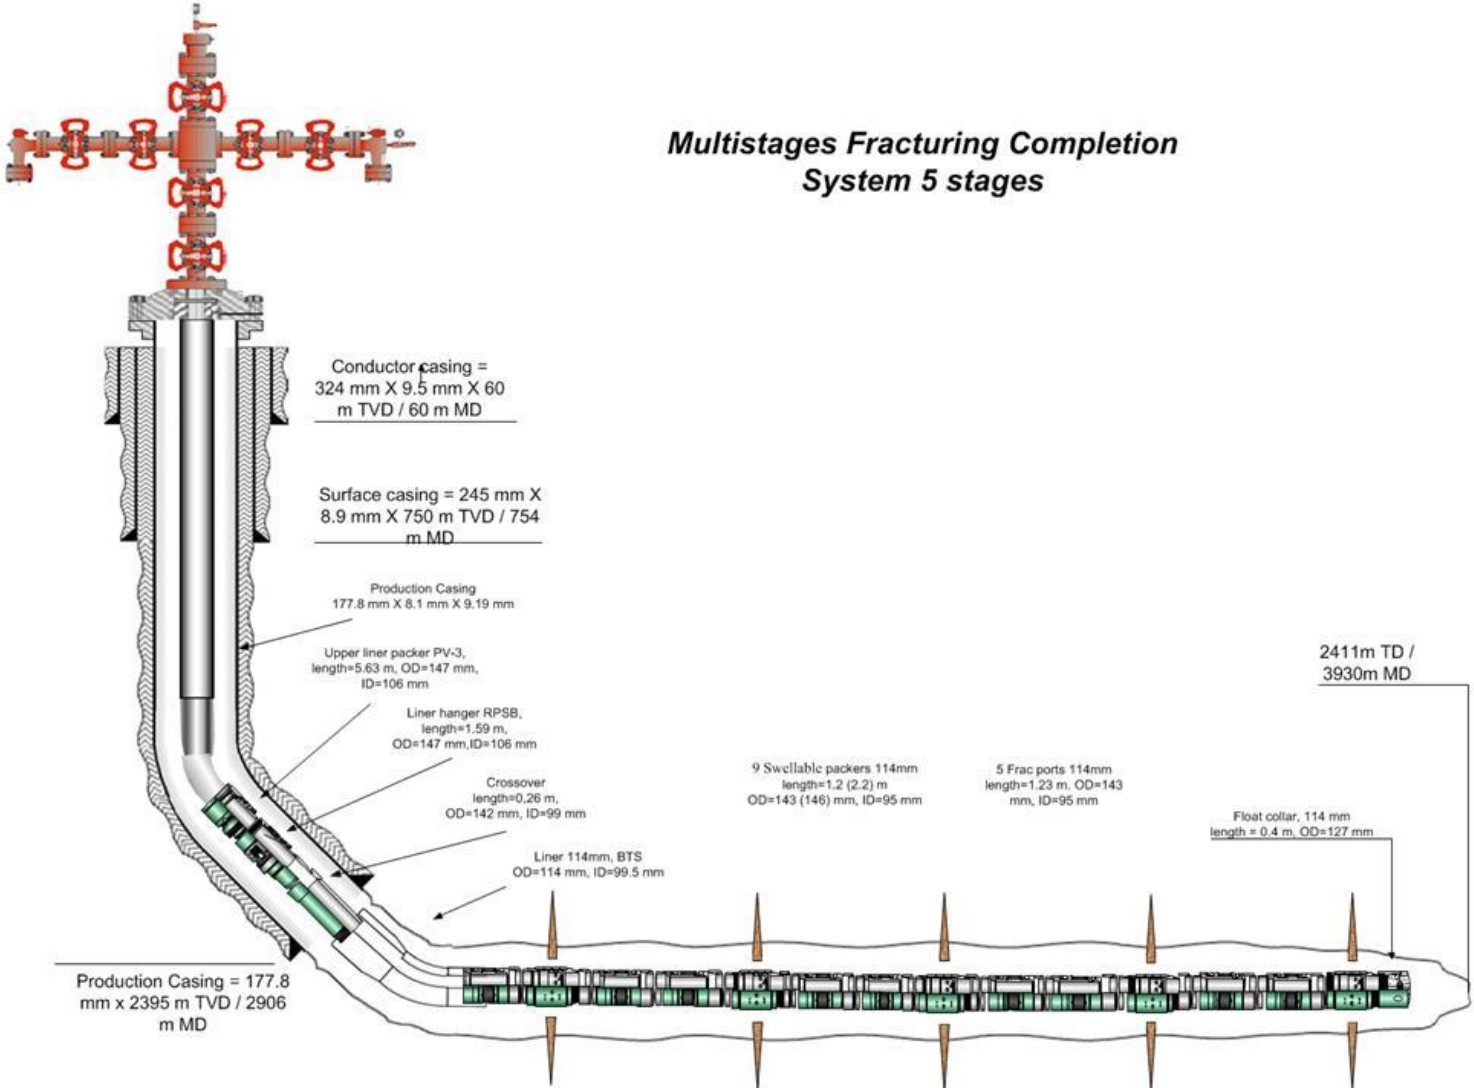 Multistages Fracturing Completion
System 5 stages
Conductor casing =
324 mm X 9.5 mm X 60
m TVD / 60 m MD
Surface casing = 245 mm X
8.9 mm X 750 m TVD / 754
m MD
Production Casing
177.8 mm X 8.1 mm X 9.19 mm
Upper liner packer PV-3,
length=5.63 m, OD=147 mm,
ID=106 mm
Liner hanger RPSB,
length=1.59 m,
OD=147 mm,ID=106 mm
Crossover
length=0,26 m,
OD=142 mm, ID=99 mm
Liner 114mm, BTS
OD=114 mm, ID=99.5 mm
9 Swellable packers 114mm
length=1.2 (2.2) m
OD=143 (146) mm, ID=95 mm
5 Frac ports 114mm
length=1.23 m. OD=143
mm, ID=95 mm
2411m TD /
3930m MD
Float collar, 114 mm
length = 0.4 m, OD=127 mm
Production Casing = 177.8
mm x 2395 m TVD / 2906
m MD